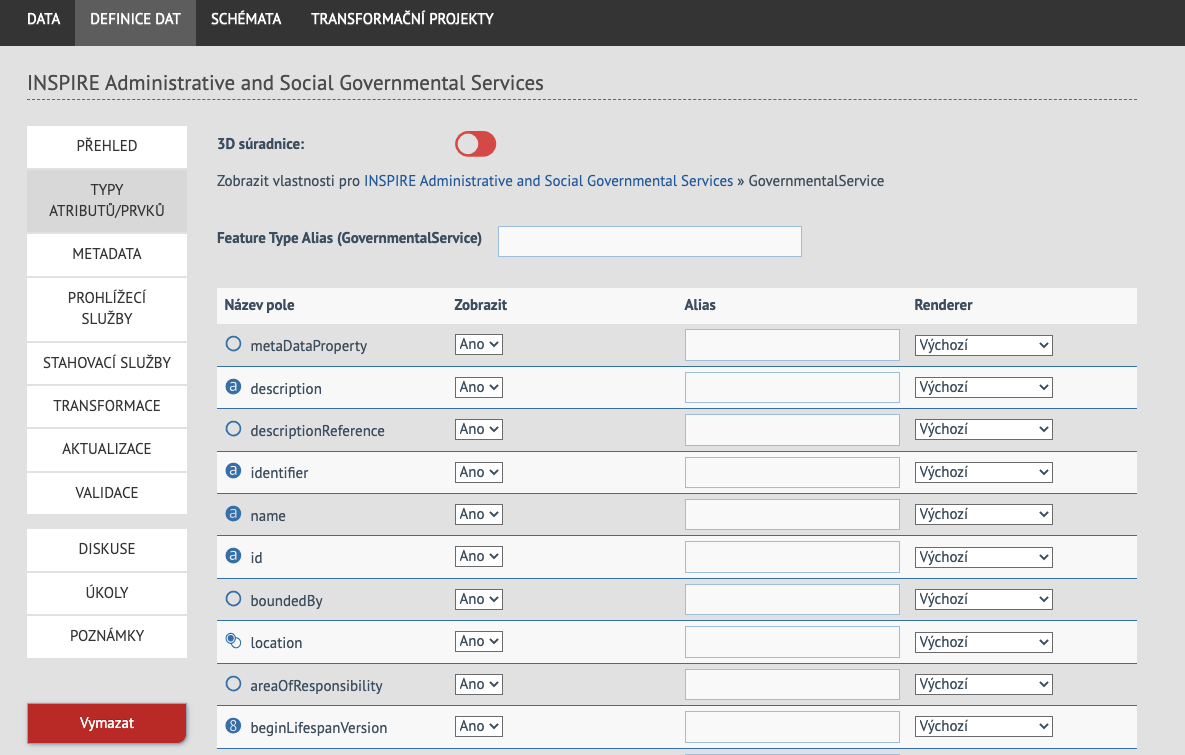 DATA DEFINICE DAT SCHÉMATA TRANSFORMAČNÍ PROJEKTY
INSPIRE Administrative and Social Governmental Services
PŘEHLED
TYPY
ATRIBUTŮ/PRVKŮ
METADATA
PROHLÍŽECÍ
SLUŽBY
STAHOVACÍ SLUŽBY
TRANSFORMACE
AKTUALIZACE
VALIDACE
DISKUSE
ÚKOLY
POZNÁMKY
Vymazat
3D súradnice:
Zobrazit vlastnosti pro INSPIRE Administrative and Social Governmental Services » GovernmentalService
Feature Type Alias (GovernmentalService)
Název pole Zobrazit Alias Renderer
metaDataProperty Ano Výchozí
a description Ano Výchozí
descriptionReference Ano Výchozí
a identifier Ano Výchozí
a name Ano Výchozí
a id Ano Výchozí
boundedBy Ano Výchozí
location Ano Výchozí
areaOfResponsibility Ano Výchozí
8 beginLifespanVersion Ano Výchozí